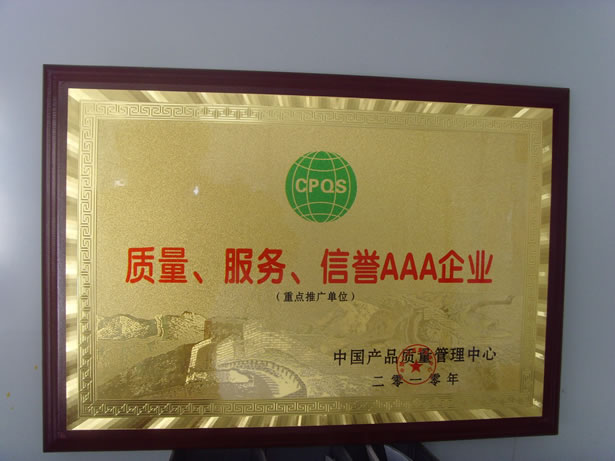 CPQS
质量、服务、信誉AAA企业
（重点推广单位）
中国产品质量管理中心
二零一零年